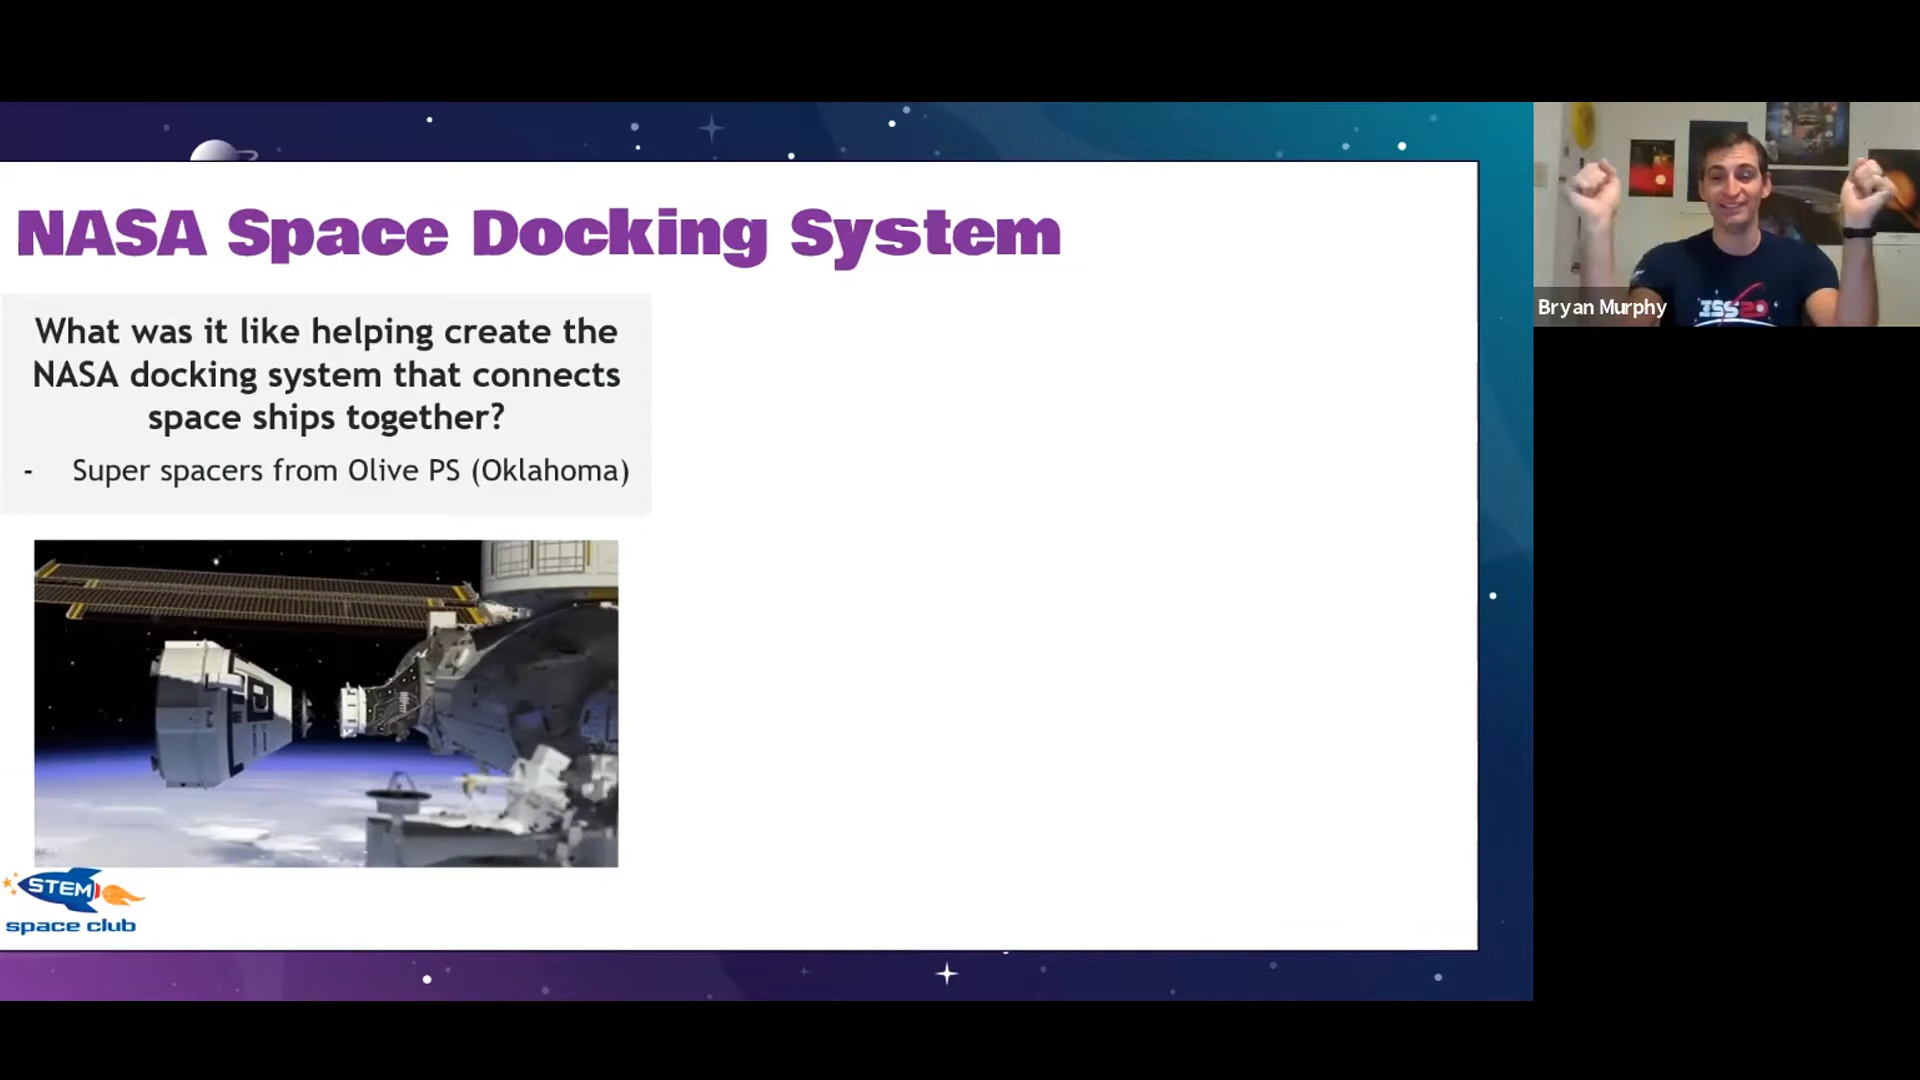 NASA Space Docking System
What was it like helping create the
NASA docking system that connects
space ships together?
- Super spacers from Olive PS (Oklahoma)
STEM
space club
Bryan Murphy
ISS20